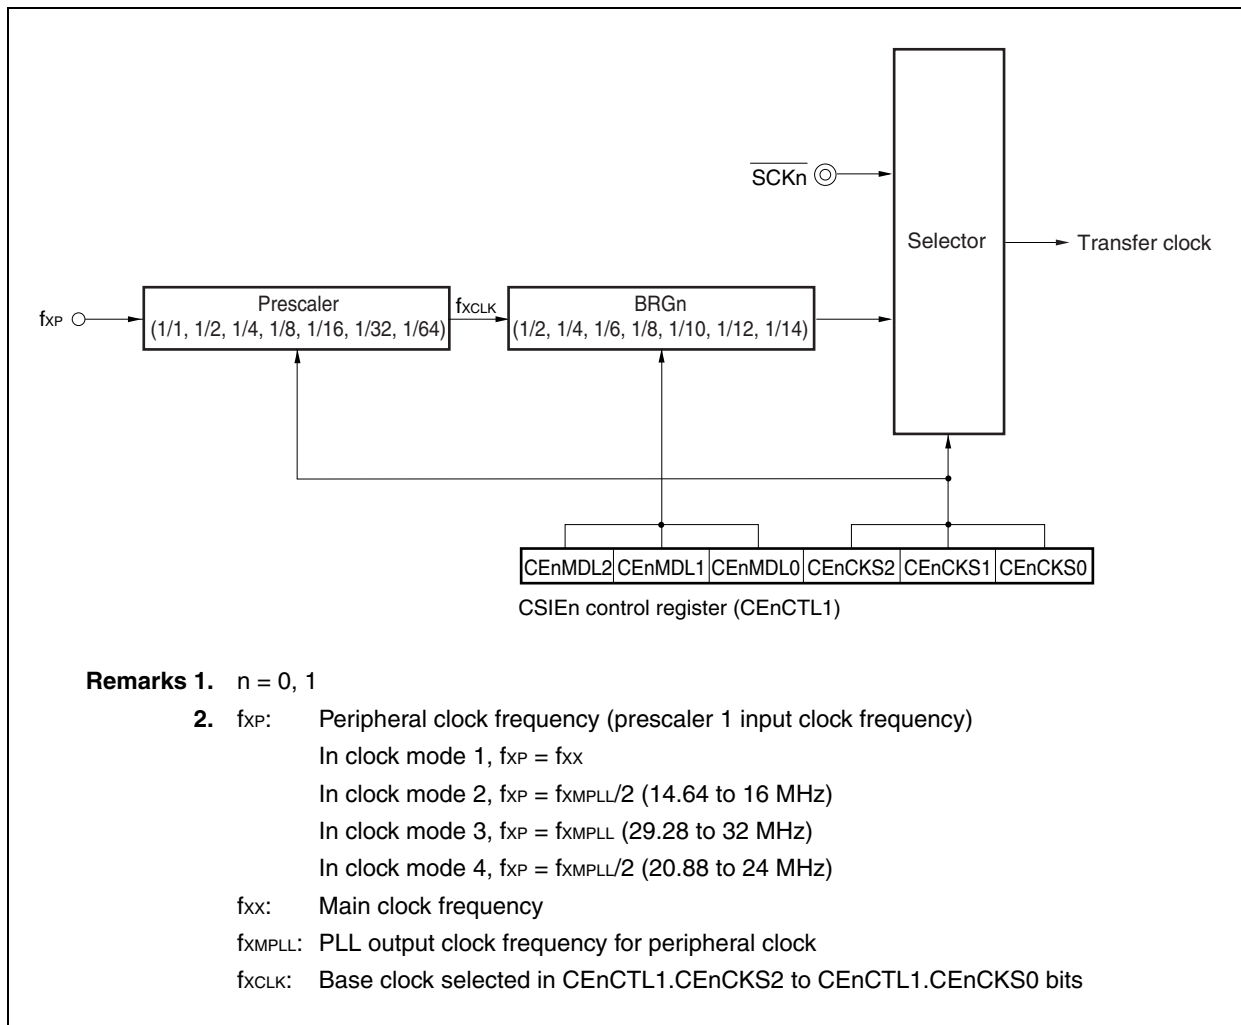 SCKn
Selector
Transfer clock
fXP
Prescaler
(1/1, 1/2, 1/4, 1/8, 1/16, 1/32, 1/64)
fXCLK
BRGn
(1/2, 1/4, 1/6, 1/8, 1/10, 1/12, 1/14)
CEnMDL2 CEnMDL1 CEnMDL0 CEnCKS2 CEnCKS1 CEnCKS0
CSIEn control register (CEnCTL1)
Remarks 1. n = 0, 1
2. fXP: Peripheral clock frequency (prescaler 1 input clock frequency)
In clock mode 1, fXP = fXX
In clock mode 2, fXP = fXMPLL/2 (14.64 to 16 MHz)
In clock mode 3, fXP = fXMPLL (29.28 to 32 MHz)
In clock mode 4, fXP = fXMPLL/2 (20.88 to 24 MHz)
fXX: Main clock frequency
fXMPLL: PLL output clock frequency for peripheral clock
fXCLK: Base clock selected in CEnCTL1.CEnCKS2 to CEnCTL1.CEnCKS0 bits